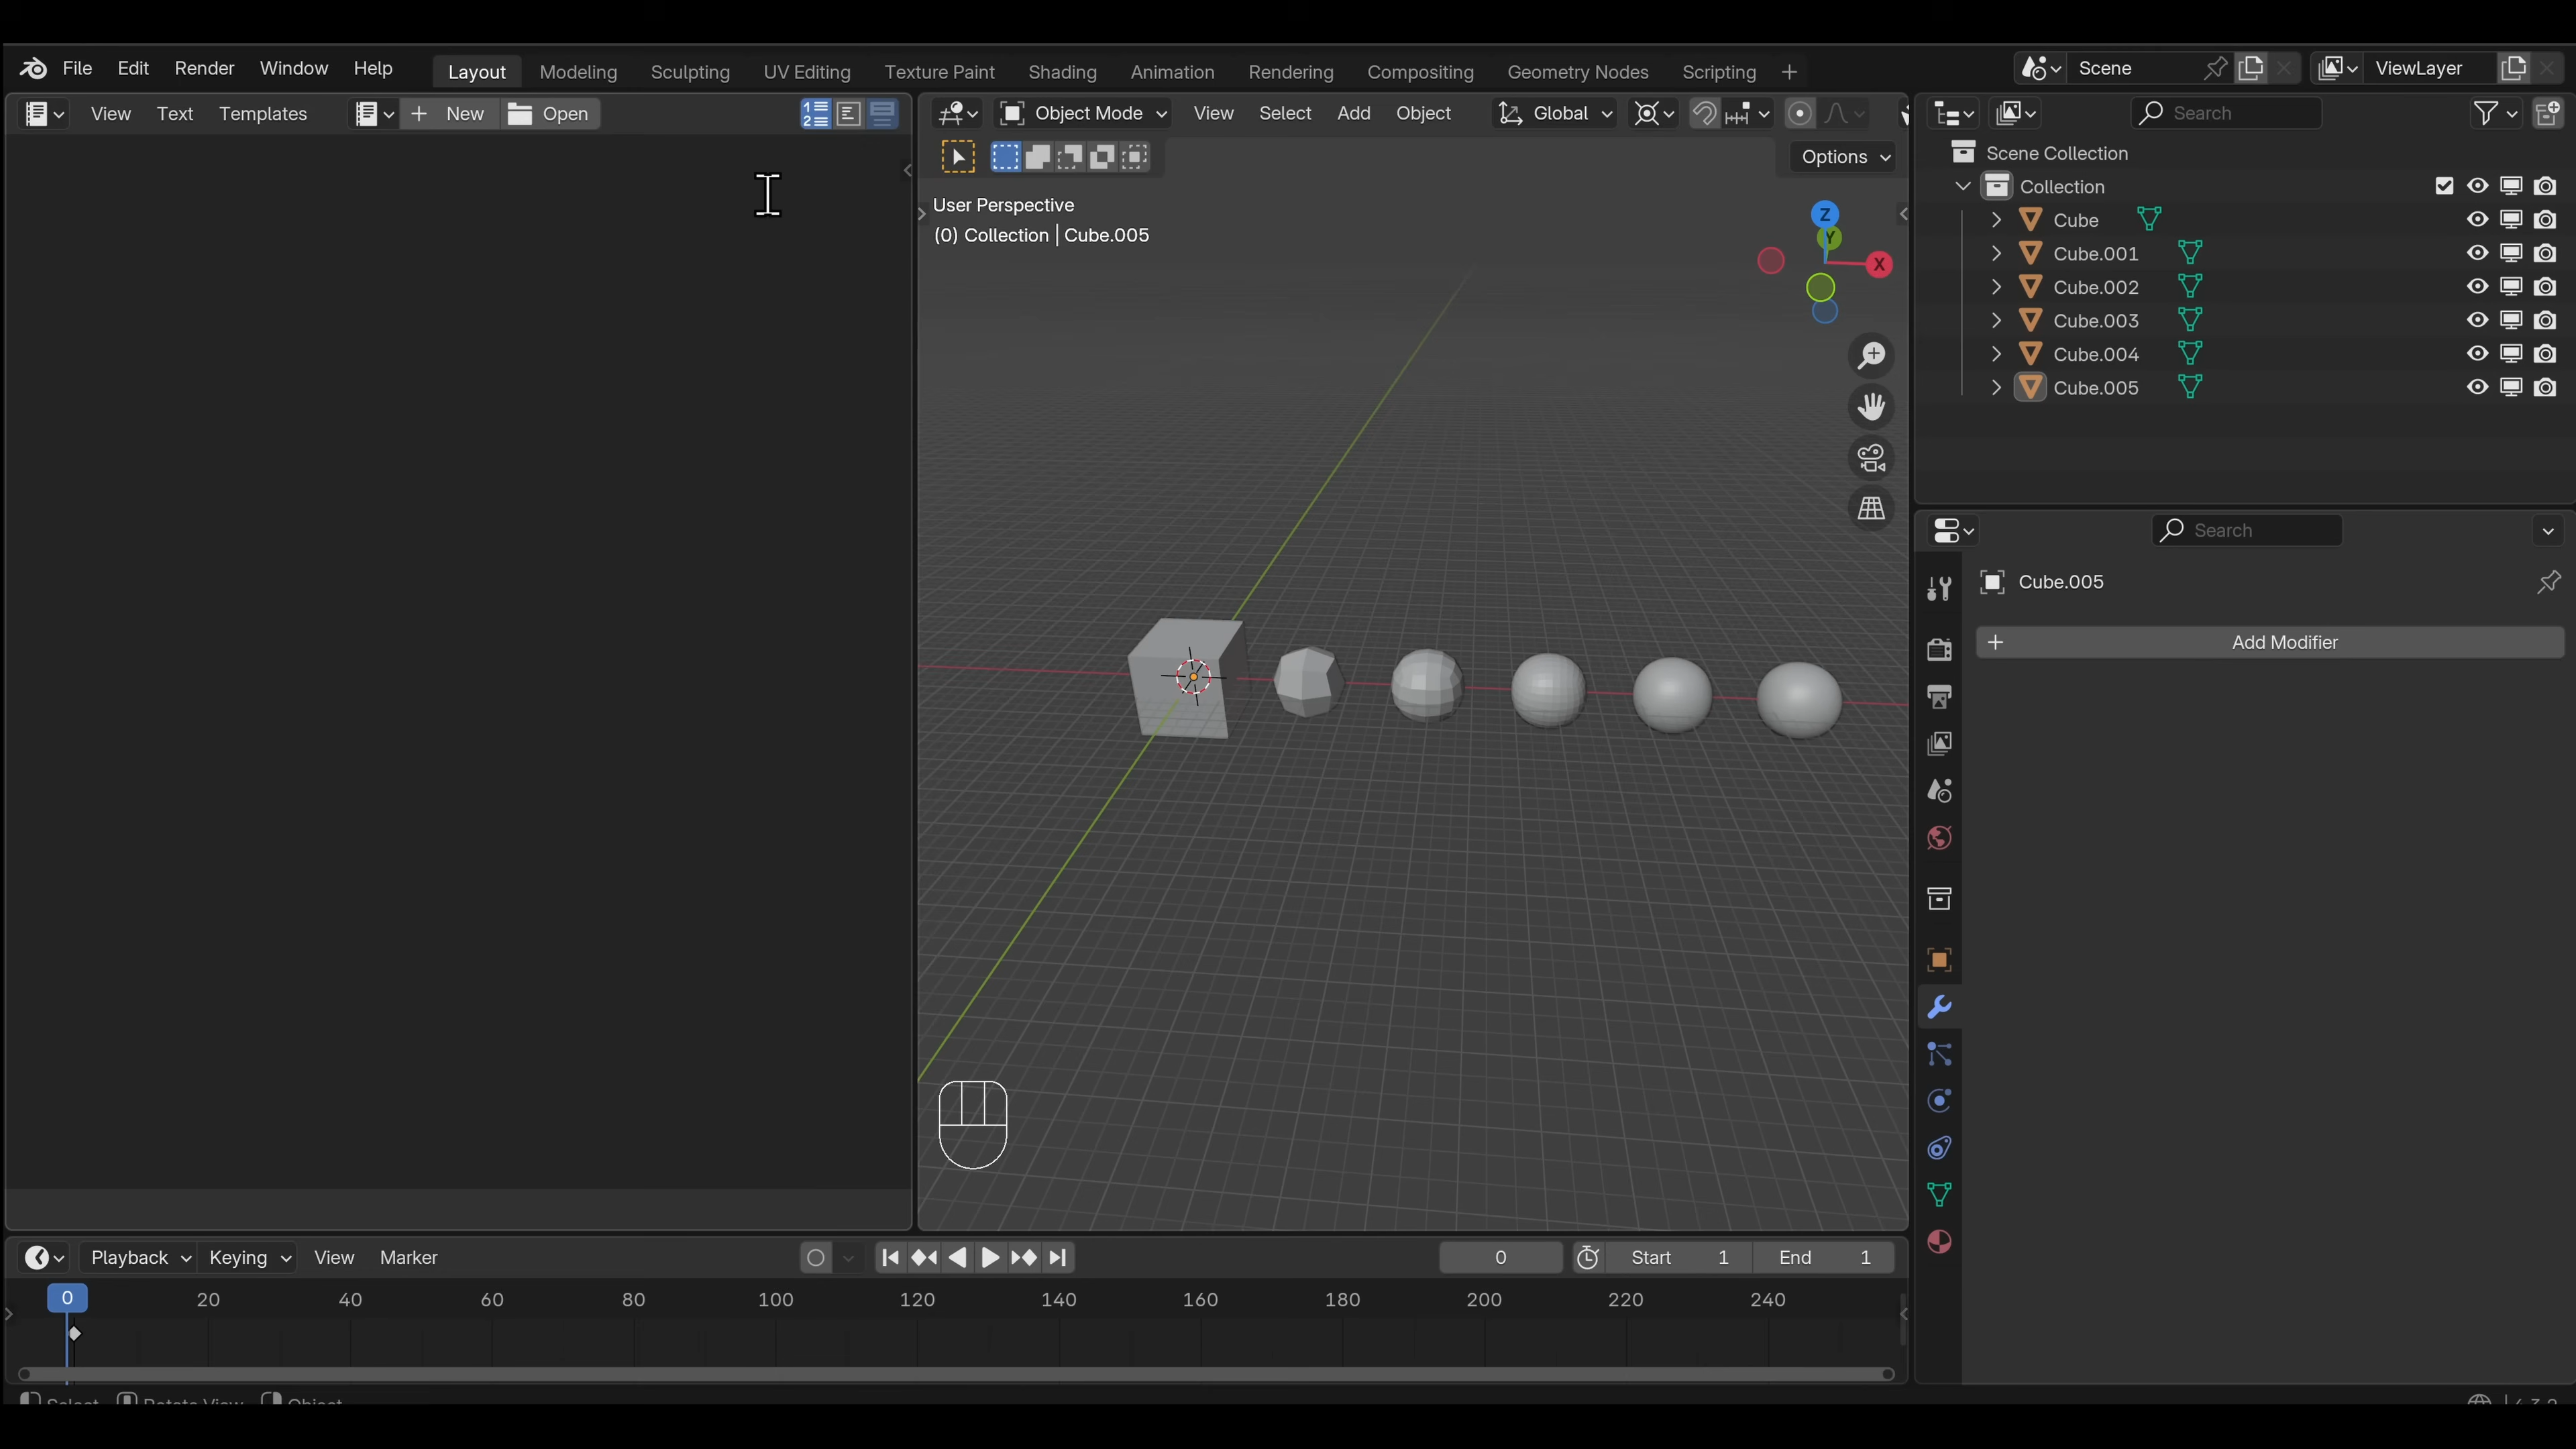 File Edit Render Window Help Layout Modeling Sculpting UV Editing Texture Paint Shading Animation Rendering Compositing Geometry Nodes Scripting + Scene ViewLayer
View Text Templates + New Open Object Mode View Select Add Object Global Search
Options
Scene Collection
Collection
User Perspective
(0) Collection | Cube.005
Z
Y
X
Cube
Cube.001
Cube.002
Cube.003
Cube.004
Cube.005
Search
Cube.005
+ Add Modifier
Playback Keying View Marker 0 Start 1 End 1
0 20 40 60 80 100 120 140 160 180 200 220 240
Select Rotate View Object